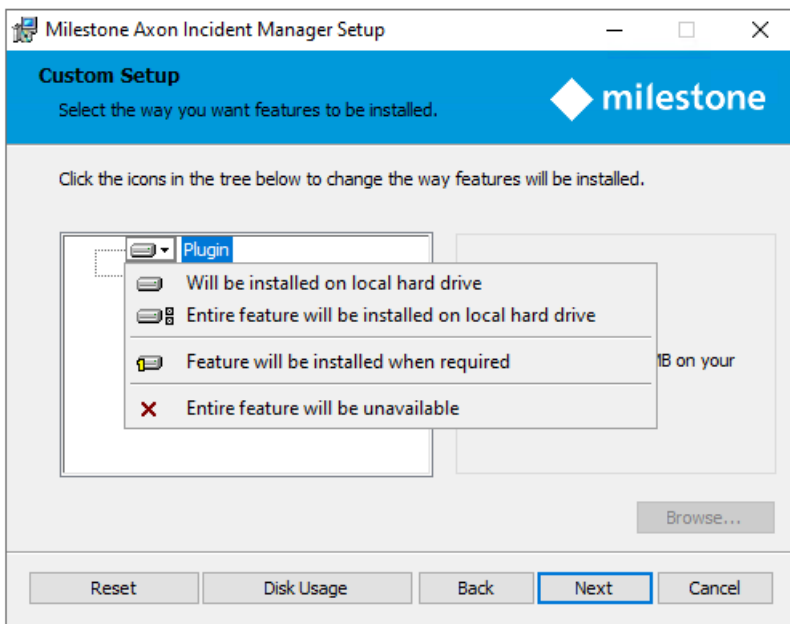 Milestone Axon Incident Manager Setup
Custom Setup
Select the way you want features to be installed.
milestone
Click the icons in the tree below to change the way features will be installed.
Plugin
Will be installed on local hard drive
Entire feature will be installed on local hard drive
Feature will be installed when required
Entire feature will be unavailable
on your
Browse...
Reset
Disk Usage
Back
Next
Cancel